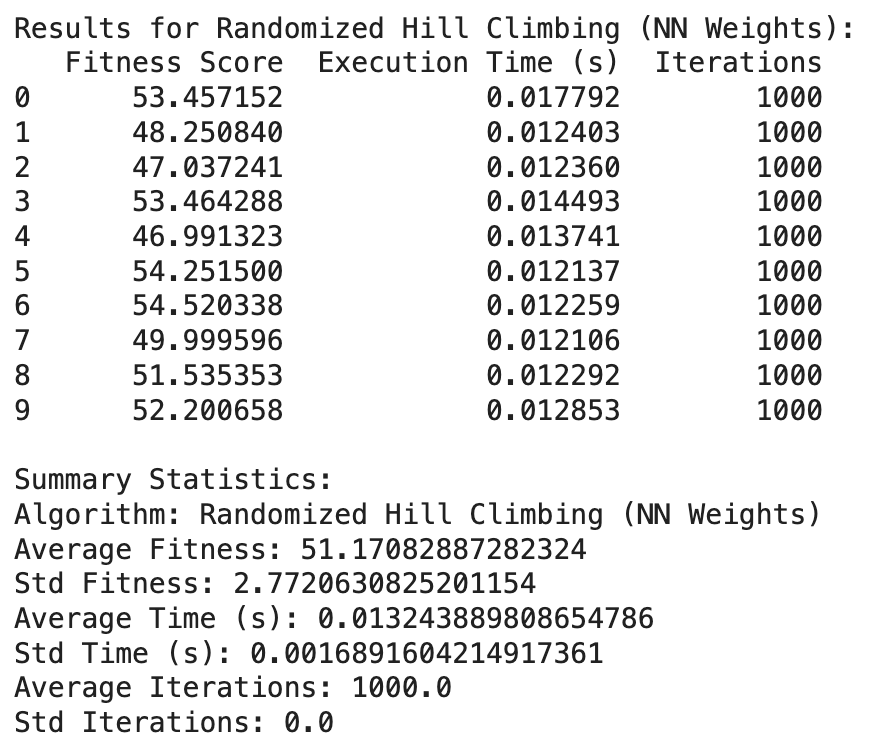 Results for Randomized Hill Climbing (NN Weights):
Fitness Score Execution Time (s) Iterations
0 53.457152 0.017792 1000
1 48.250840 0.012403 1000
2 47.037241 0.012360 1000
3 53.464288 0.014493 1000
4 46.991323 0.013741 1000
5 54.251500 0.012137 1000
6 54.520338 0.012259 1000
7 49.999596 0.012106 1000
8 51.535353 0.012292 1000
9 52.200658 0.012853 1000
Summary Statistics:
Algorithm: Randomized Hill Climbing (NN Weights)
Average Fitness: 51.17082887282324
Std Fitness: 2.7720630825201154
Average Time (s): 0.013243889808654786
Std Time (s): 0.0016891604214917361
Average Iterations: 1000.0
Std Iterations: 0.0